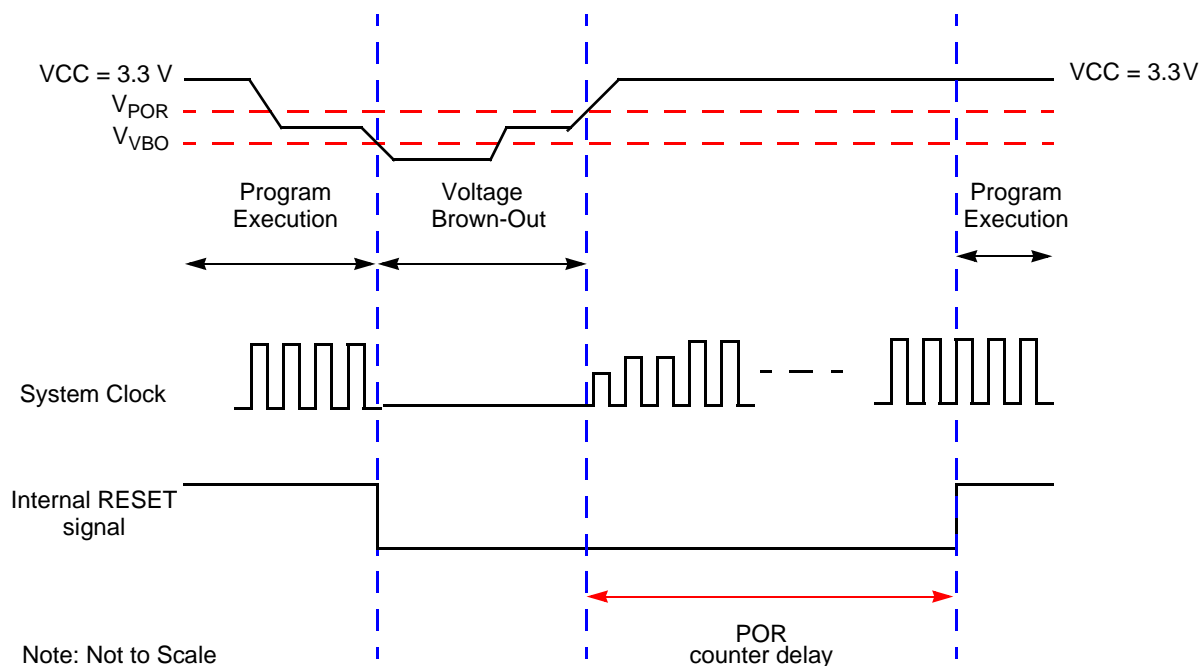 VCC = 3.3 V
VCC = 3.3V
VPOR
VVBO
Program
Execution
Voltage
Brown-Out
Program
Execution
System Clock
Internal RESET
signal
POR
counter delay
Note: Not to Scale